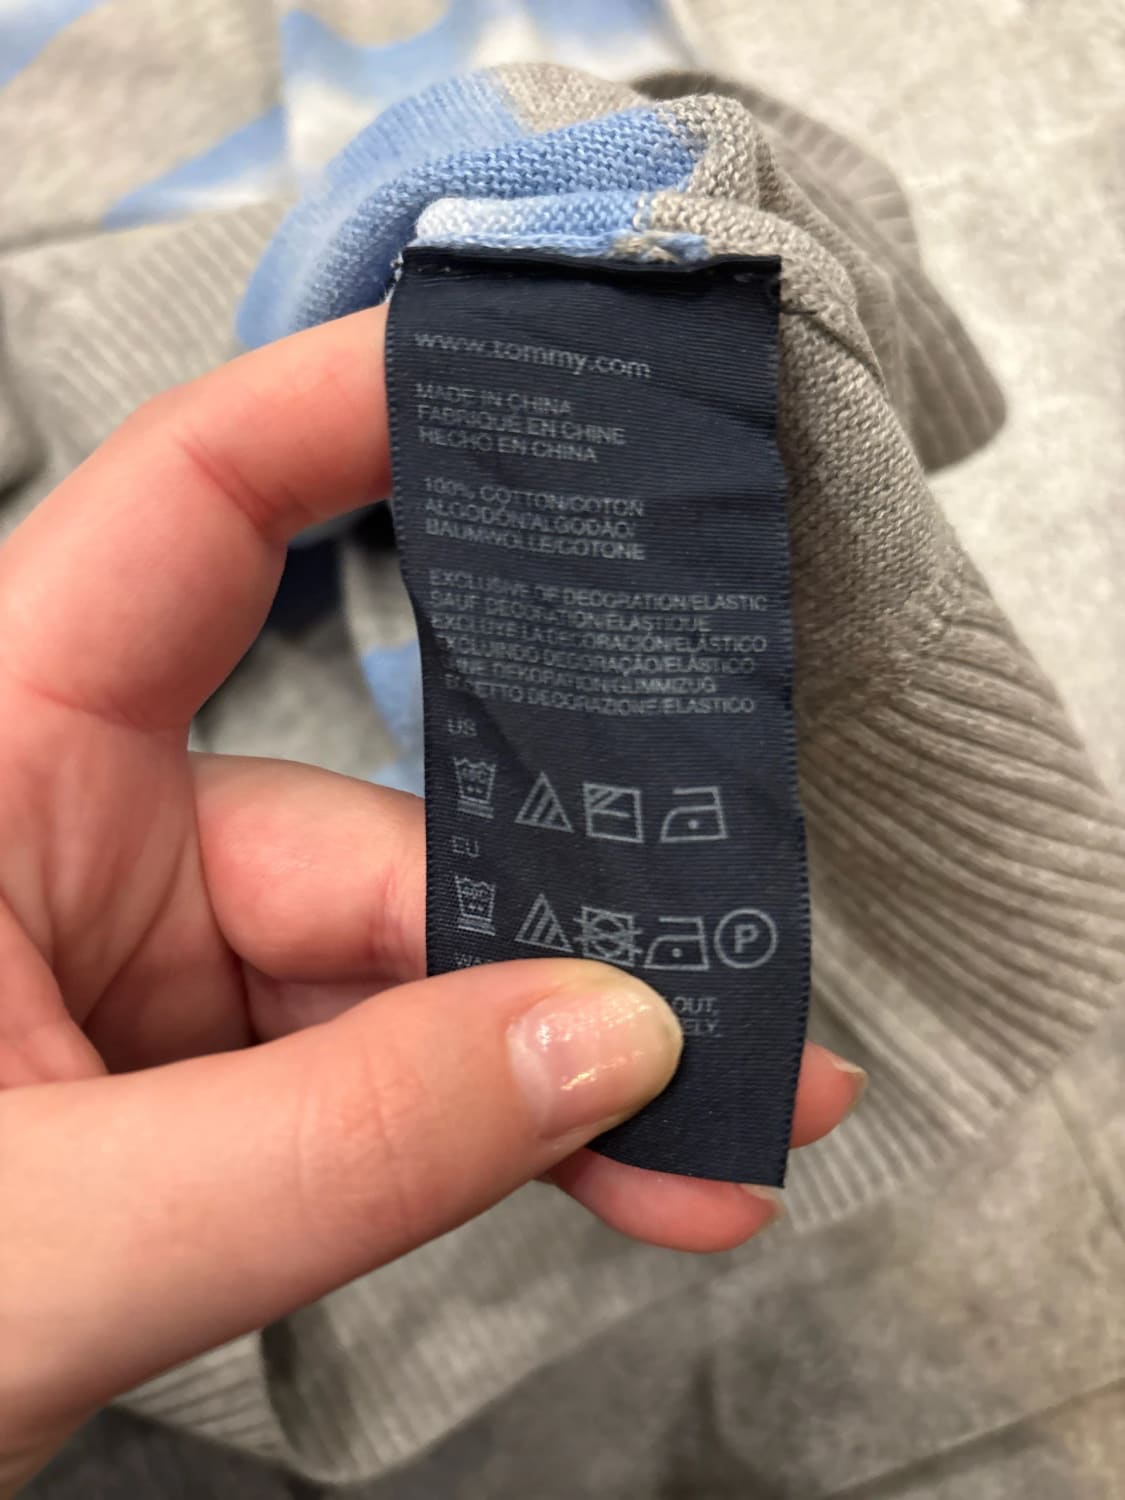 www.tommy.com
MADE IN CHINA
FABRIQUÉ EN CHINE
HECHO EN CHINA
100% COTTON/COTON
ALGODÓN/ALGODÃO/
BAUMWOLLE/COTONE
EXCLUSIVE OF DECORATION/ELASTIC
SAUF DECORATION/ELASTIQUE
EXCLUYE LA DECORACIÓN/ELÁSTICO
EXCLUINDO DECORAÇÃO/ELÁSTICO
OHNE DEKORATION/GUMMIZUG
ECCETTO DECORAZIONE/ELASTICO
US
EU
P
OUT,